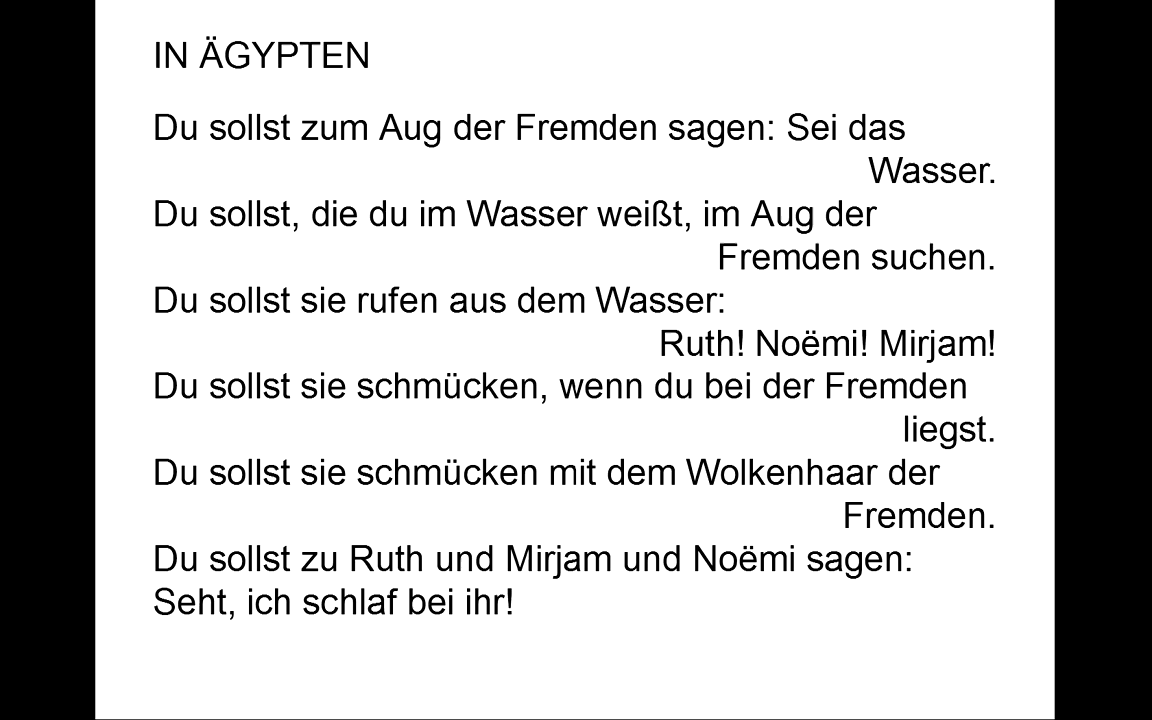 IN ÄGYPTEN
Du sollst zum Aug der Fremden sagen: Sei das
Wasser.
Du sollst, die du im Wasser weißt, im Aug der
Fremden suchen.
Du sollst sie rufen aus dem Wasser:
Ruth! Noëmi! Mirjam!
Du sollst sie schmücken, wenn du bei der Fremden
liegst.
Du sollst sie schmücken mit dem Wolkenhaar der
Fremden.
Du sollst zu Ruth und Mirjam und Noëmi sagen:
Seht, ich schlaf bei ihr!